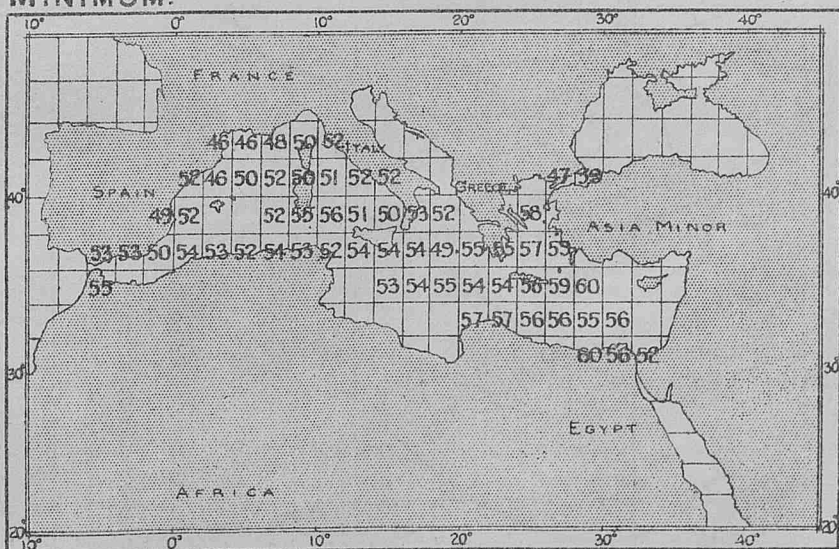 MINIMUM.
10° 0° 10° 20° 30° 40°
FRANCE
46 46 48 50 52
ITALY
52 46 50 52 50 51 52 52
47 39
40° 40°
SPAIN
GREECE
49 52 52 55 56 51 50 53 52 58
ASIA MINOR
53 53 50 54 53 52 54 53 52 54 54 54 49 55 55 57 59
55 53 54 55 54 54 58 59 60
57 57 56 56 55 56
60 56 52
30° 30°
EGYPT
AFRICA
20° 20°
10° 0° 10° 20° 30° 40°